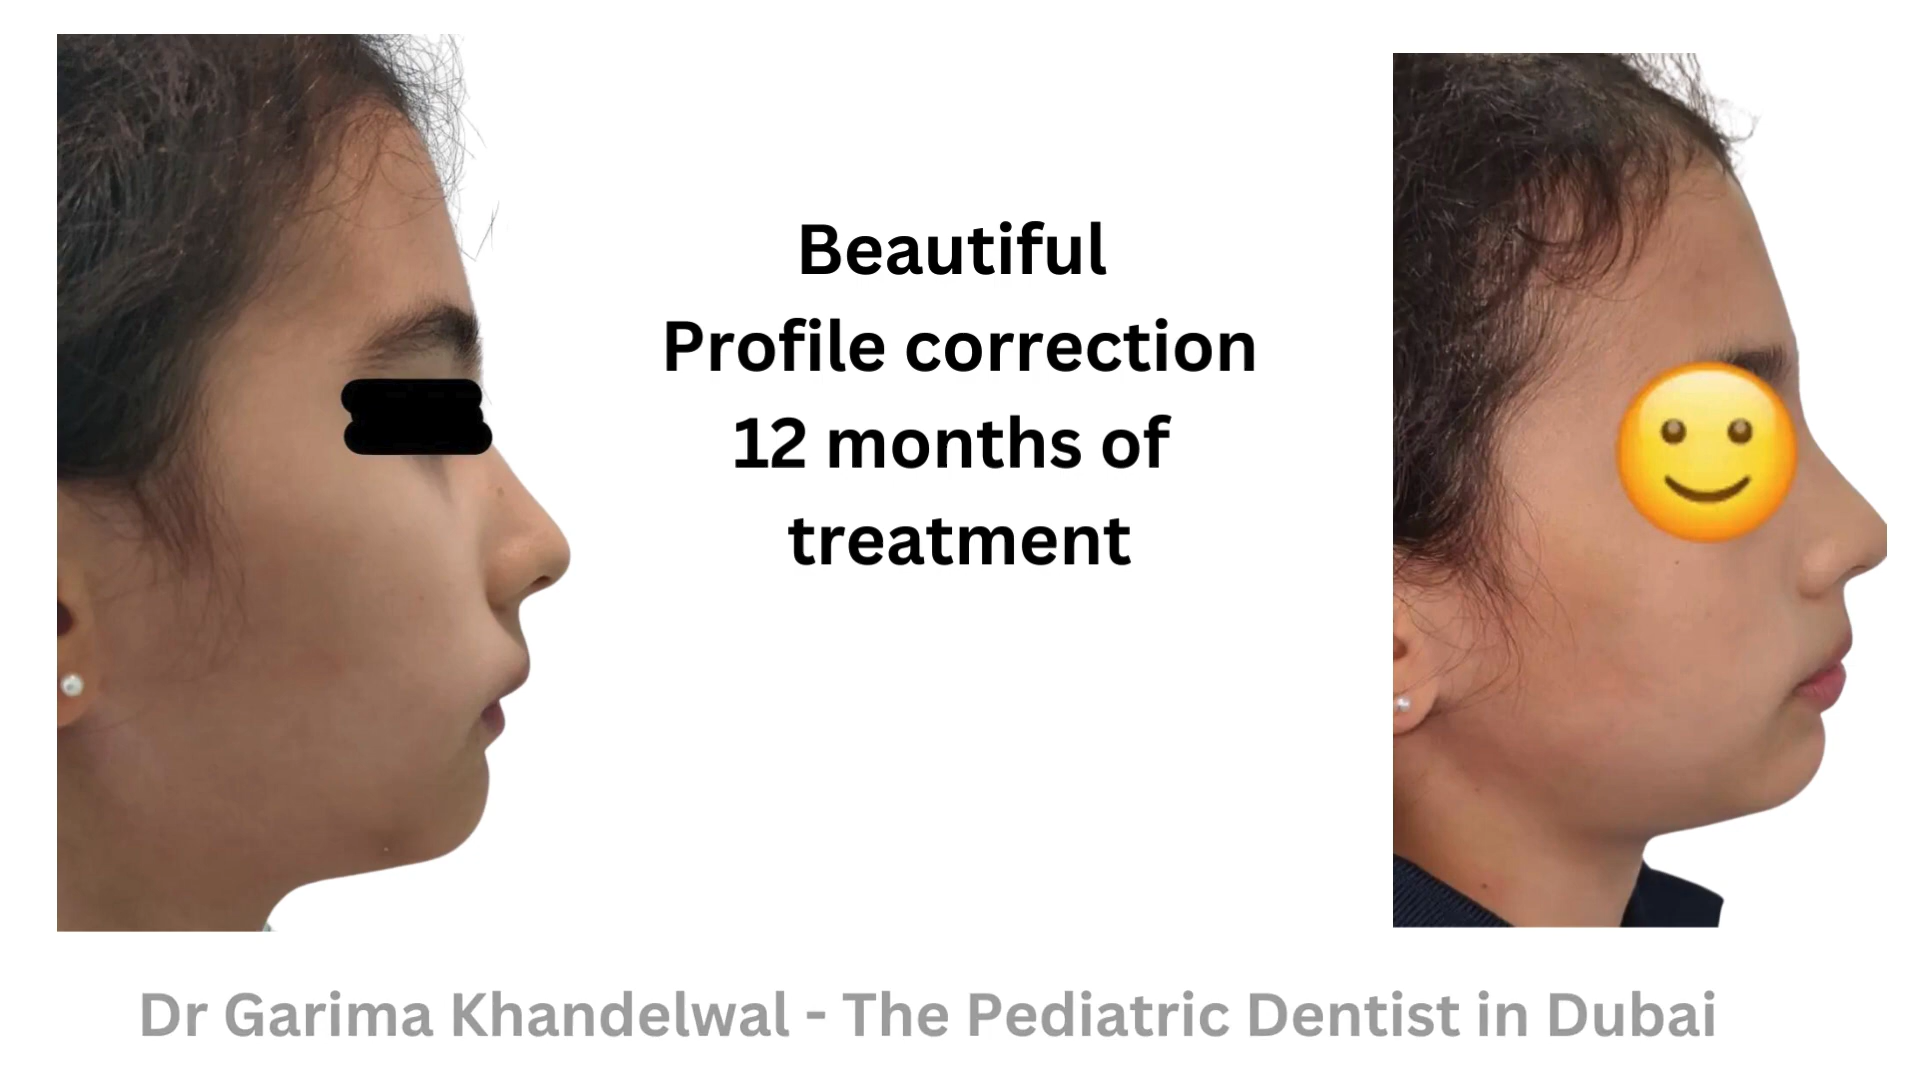 Beautiful
Profile correction
12 months of
treatment
Dr Garima Khandelwal - The Pediatric Dentist in Dubai